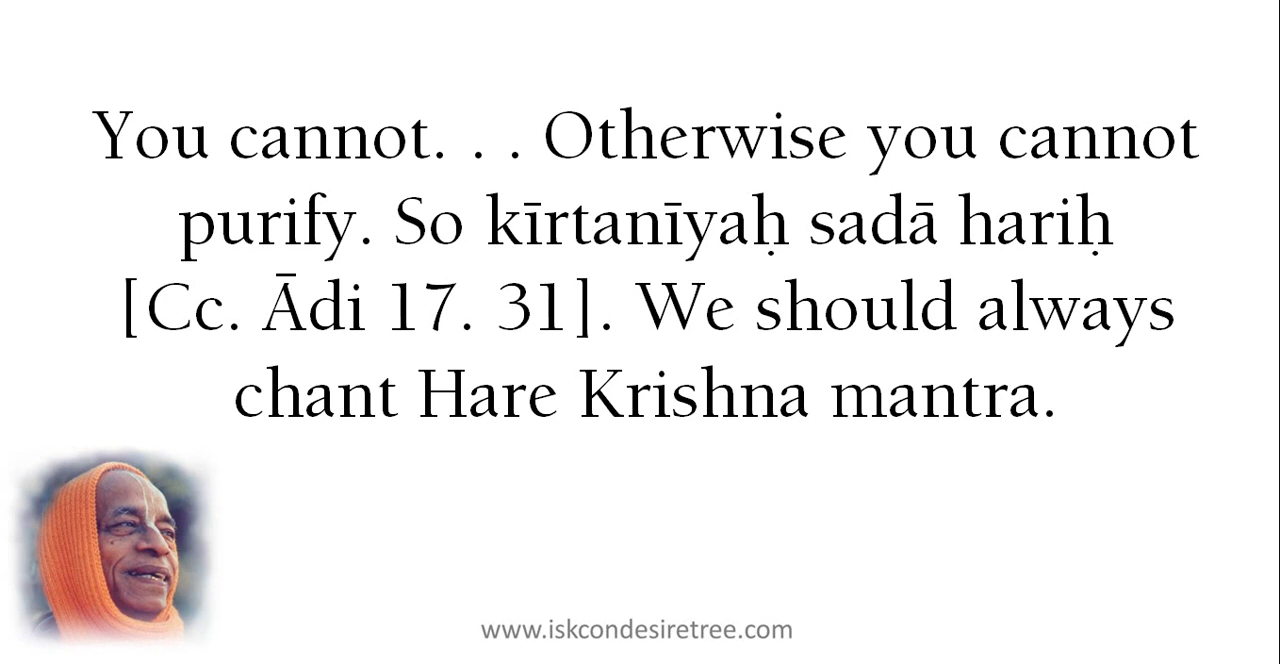 You cannot. . . Otherwise you cannot
purify. So kīrtanīyaḥ sadā hariḥ
[Cc. Ādi 17. 31]. We should always
chant Hare Krishna mantra.
www.iskcondesiretree.com